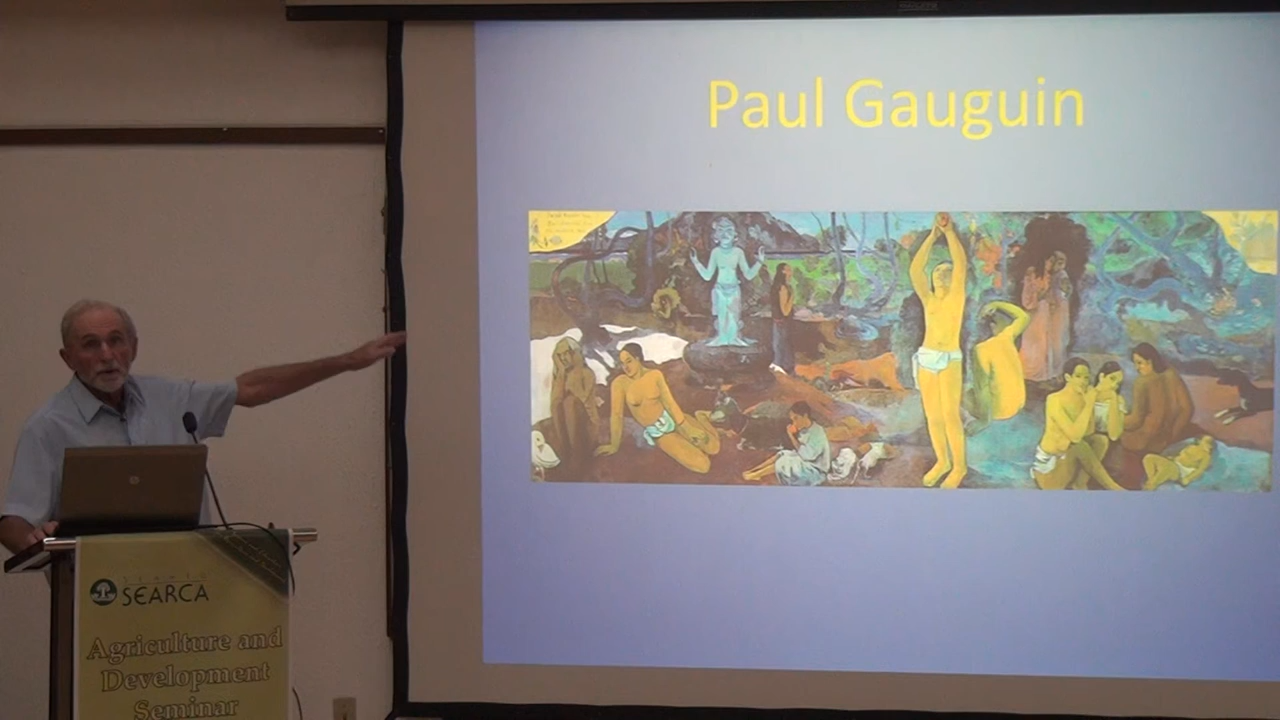 Paul Gauguin
SEARCA
Agriculture and
Development
Seminar